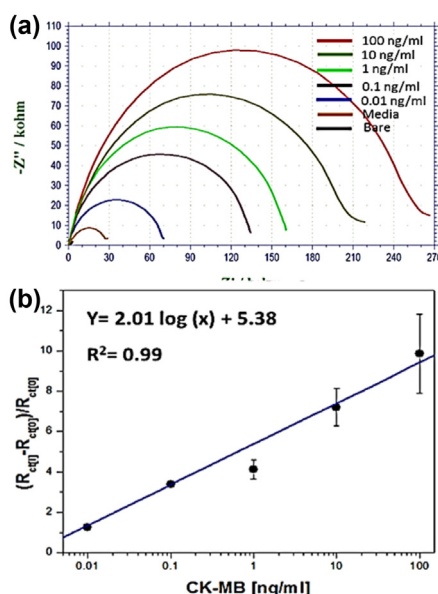 (a)
110
100
90
80
70
60
50
40
30
20
10
0
-Z'' / kohm
100 ng/ml
10 ng/ml
1 ng/ml
0.1 ng/ml
0.01 ng/ml
Media
Bare
0 30 60 90 120 150 180 210 240 270
(b)
Y= 2.01 log (x) + 5.38
R²= 0.99
12
10
8
6
4
2
0
(Rct[i]-Rct[0])/Rct[0]
0.01 0.1 1 10 100
CK-MB [ng/ml]